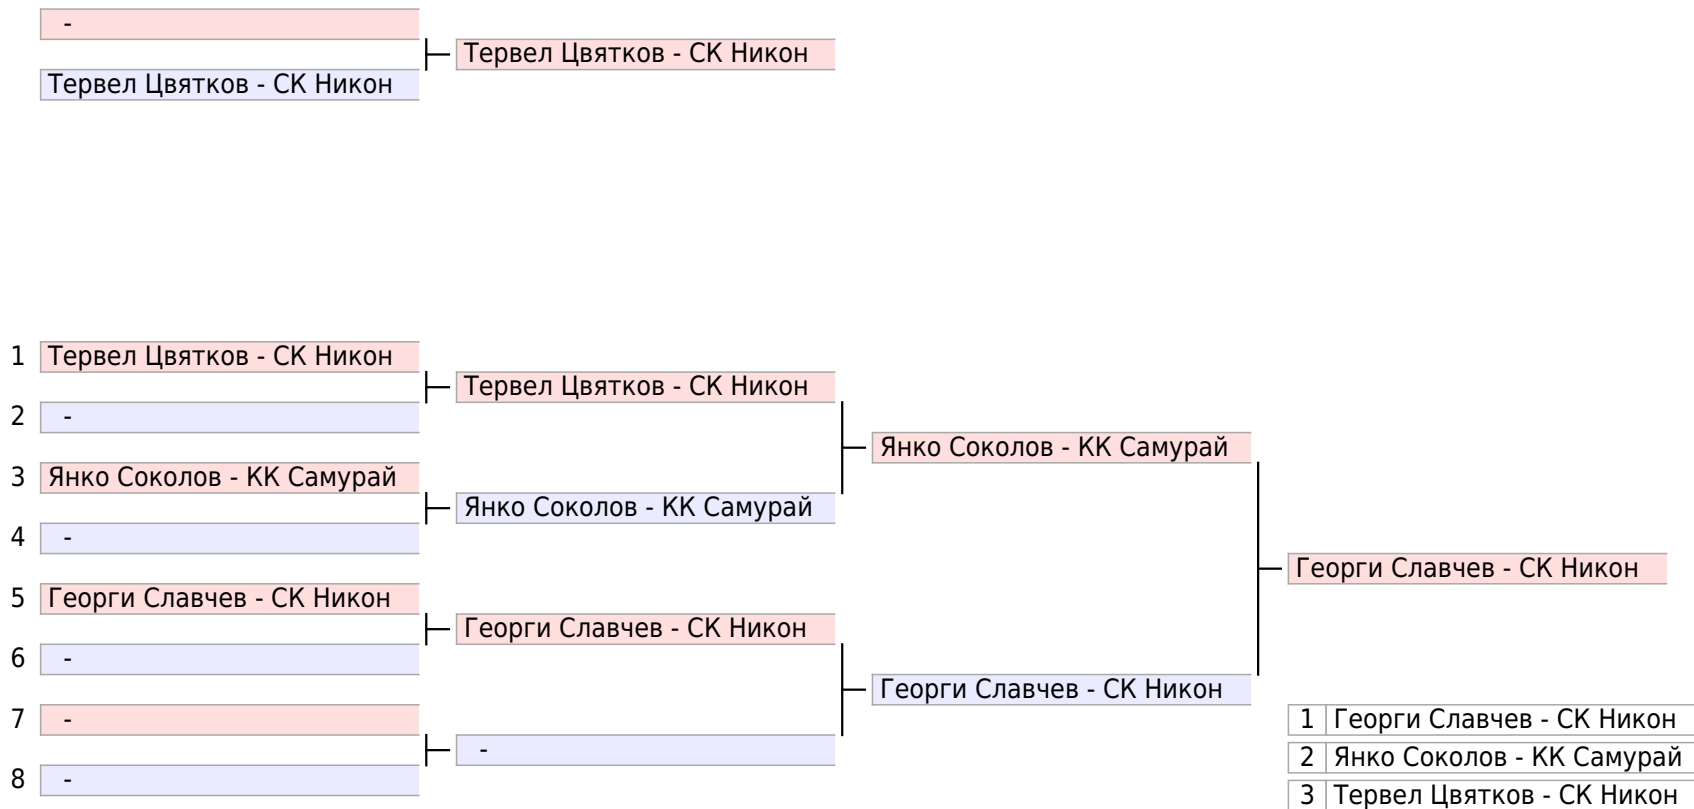 -
Тервел Цвятков - СК Никон
Тервел Цвятков - СК Никон
1 Тервел Цвятков - СК Никон
Тервел Цвятков - СК Никон
2 -
Янко Соколов - КК Самурай
3 Янко Соколов - КК Самурай
Янко Соколов - КК Самурай
4 -
Георги Славчев - СК Никон
5 Георги Славчев - СК Никон
Георги Славчев - СК Никон
6 -
Георги Славчев - СК Никон
7 -
1 Георги Славчев - СК Никон
-
2 Янко Соколов - КК Самурай
8 -
3 Тервел Цвятков - СК Никон